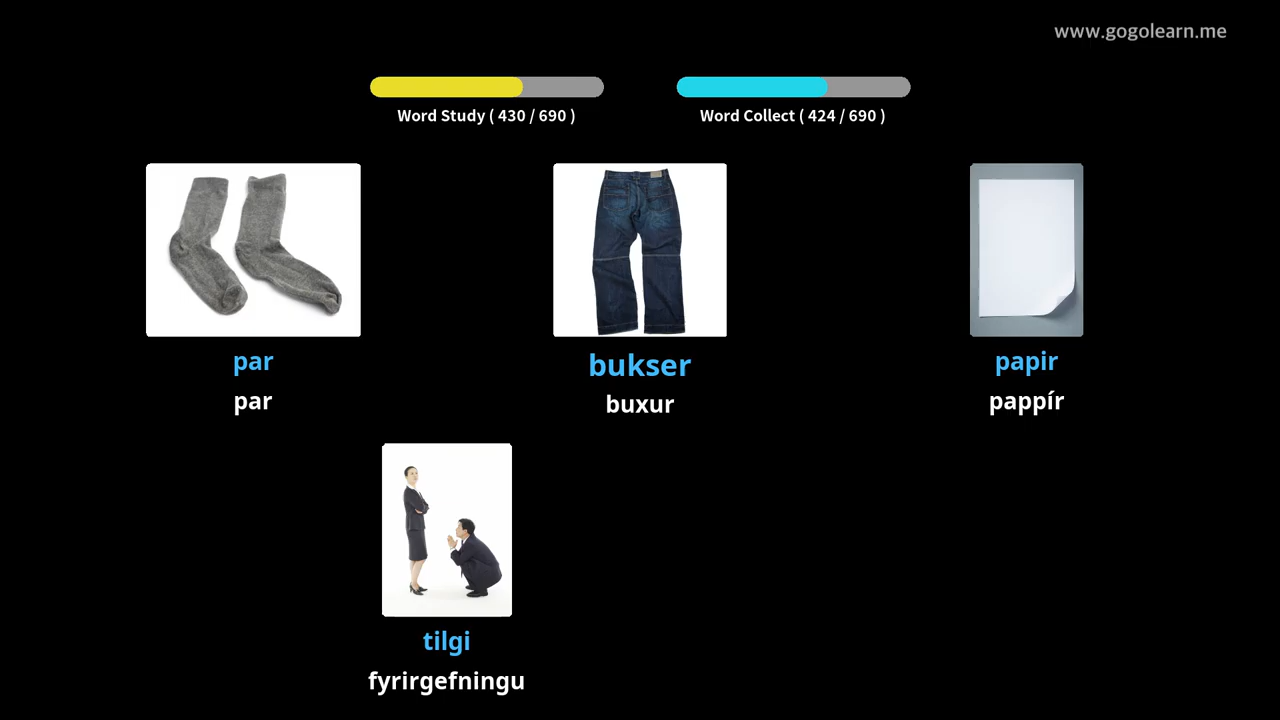 www.gogolearn.me
Word Study ( 430 / 690 )
Word Collect ( 424 / 690 )
par
par
bukser
buxur
papir
pappír
tilgi
fyrirgefningu